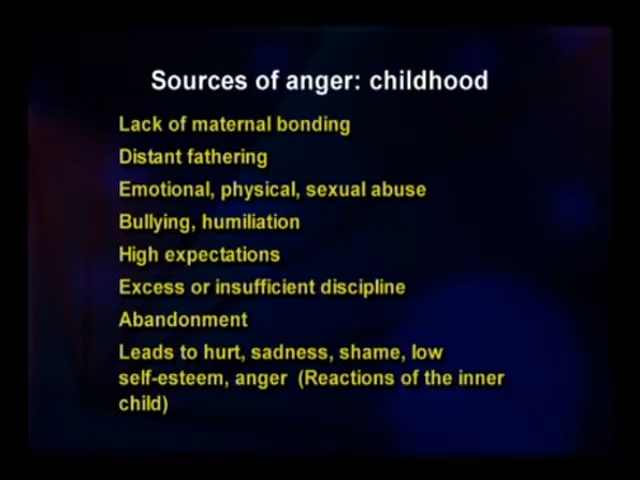 Sources of anger: childhood
Lack of maternal bonding
Distant fathering
Emotional, physical, sexual abuse
Bullying, humiliation
High expectations
Excess or insufficient discipline
Abandonment
Leads to hurt, sadness, shame, low
self-esteem, anger  (Reactions of the inner
child)